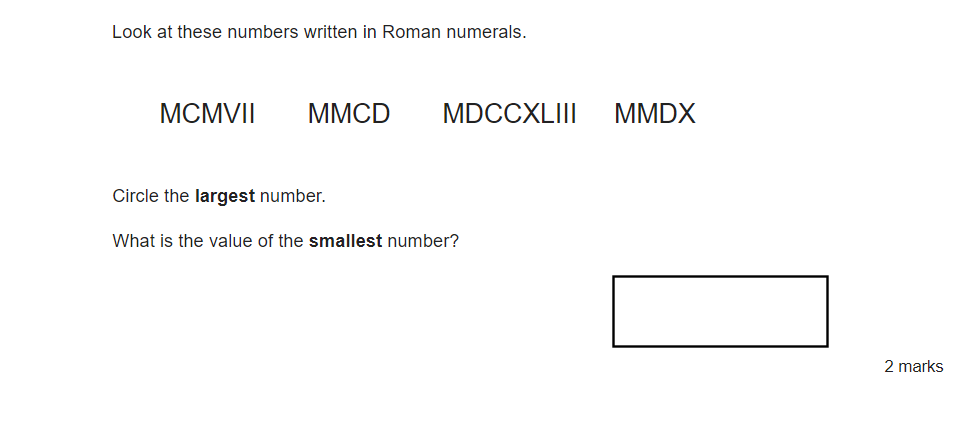 Look at these numbers written in Roman numerals.
MCMVII MMCD MDCCXLIII MMDX
Circle the largest number.
What is the value of the smallest number?
2 marks